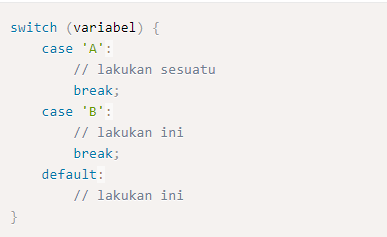 switch (variabel) {
    case 'A':
        // lakukan sesuatu
        break;
    case 'B':
        // lakukan ini
        break;
    default:
        // lakukan ini
}